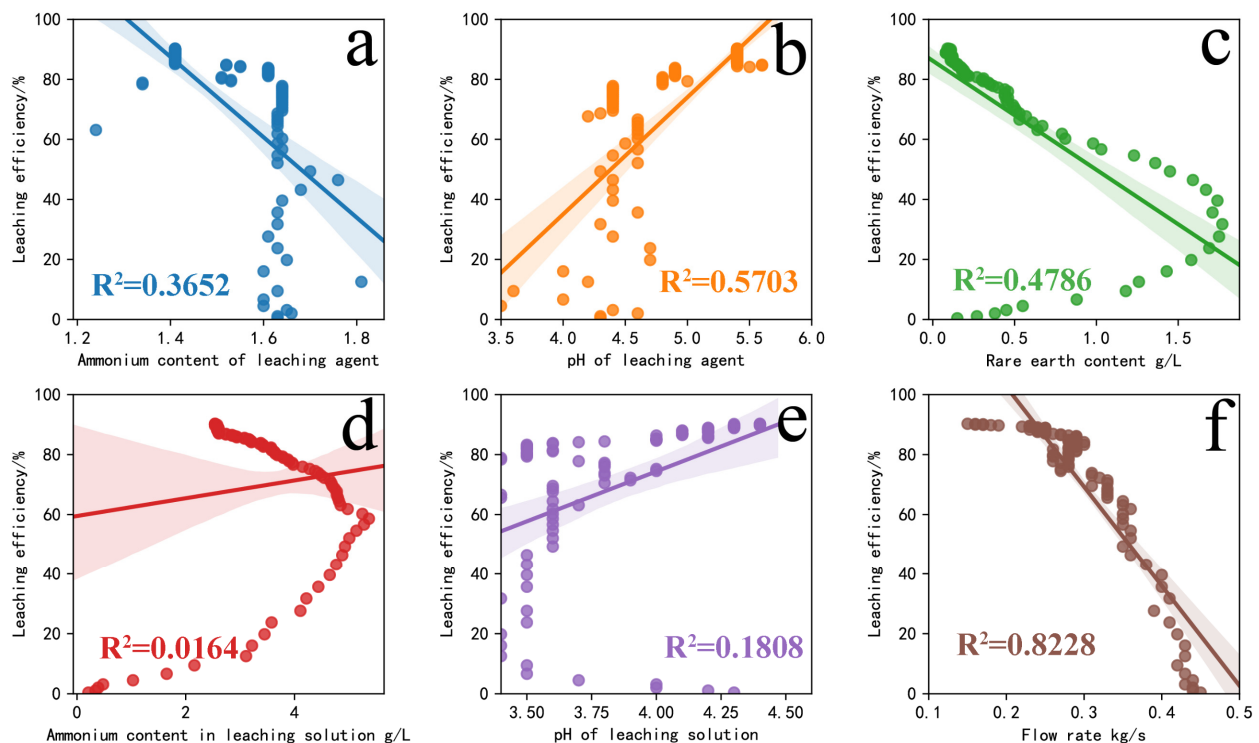 a
Leaching efficiency/%
100
80
60
40
20
0
R²=0.3652
1.2 1.4 1.6 1.8
Ammonium content of leaching agent
b
Leaching efficiency/%
100
80
60
40
20
0
R²=0.5703
3.5 4.0 4.5 5.0 5.5 6.0
pH of leaching agent
c
Leaching efficiency/%
100
80
60
40
20
0
R²=0.4786
0.0 0.5 1.0 1.5
Rare earth content g/L
d
Leaching efficiency/%
100
80
60
40
20
0
R²=0.0164
0 2 4
Ammonium content in leaching solution g/L
e
Leaching efficiency/%
100
80
60
40
20
0
R²=0.1808
3.50 3.75 4.00 4.25 4.50
pH of leaching solution
f
Leaching efficiency/%
100
80
60
40
20
0
R²=0.8228
0.1 0.2 0.3 0.4 0.5
Flow rate kg/s